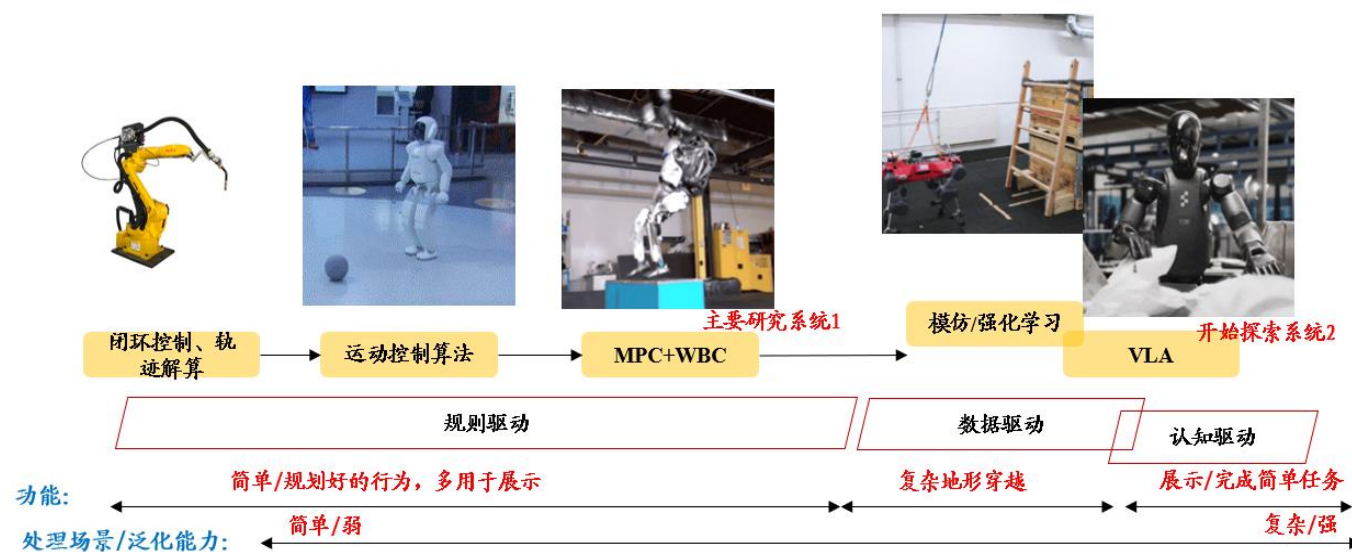 主要研究系统1
开始探索系统2
闭环控制、轨
迹解算
运动控制算法
MPC+WBC
模仿/强化学习
VLA
规则驱动
数据驱动
认知驱动
功能:
简单/规划好的行为，多用于展示
复杂地形穿越
展示/完成简单任务
处理场景/泛化能力:
简单/弱
复杂/强